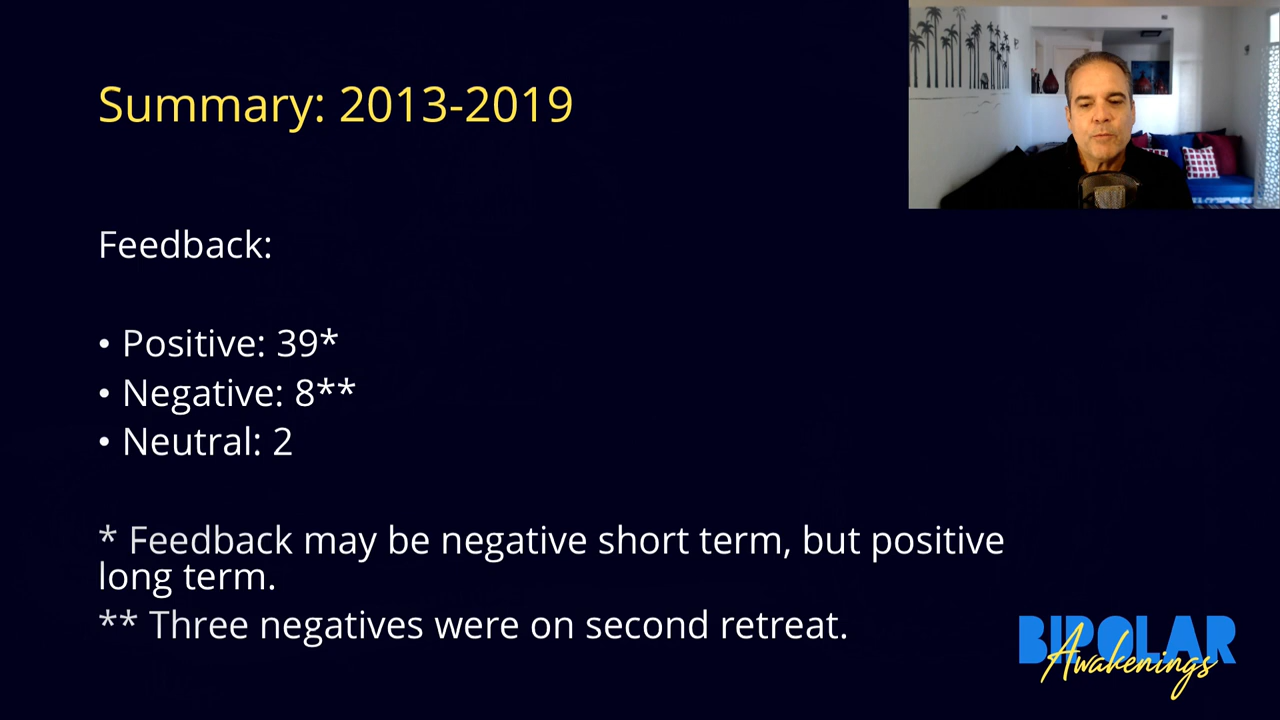 Summary: 2013-2019
Feedback:
• Positive: 39*
• Negative: 8**
• Neutral: 2
* Feedback may be negative short term, but positive
long term.
** Three negatives were on second retreat.
BIPOLAR
Awakenings